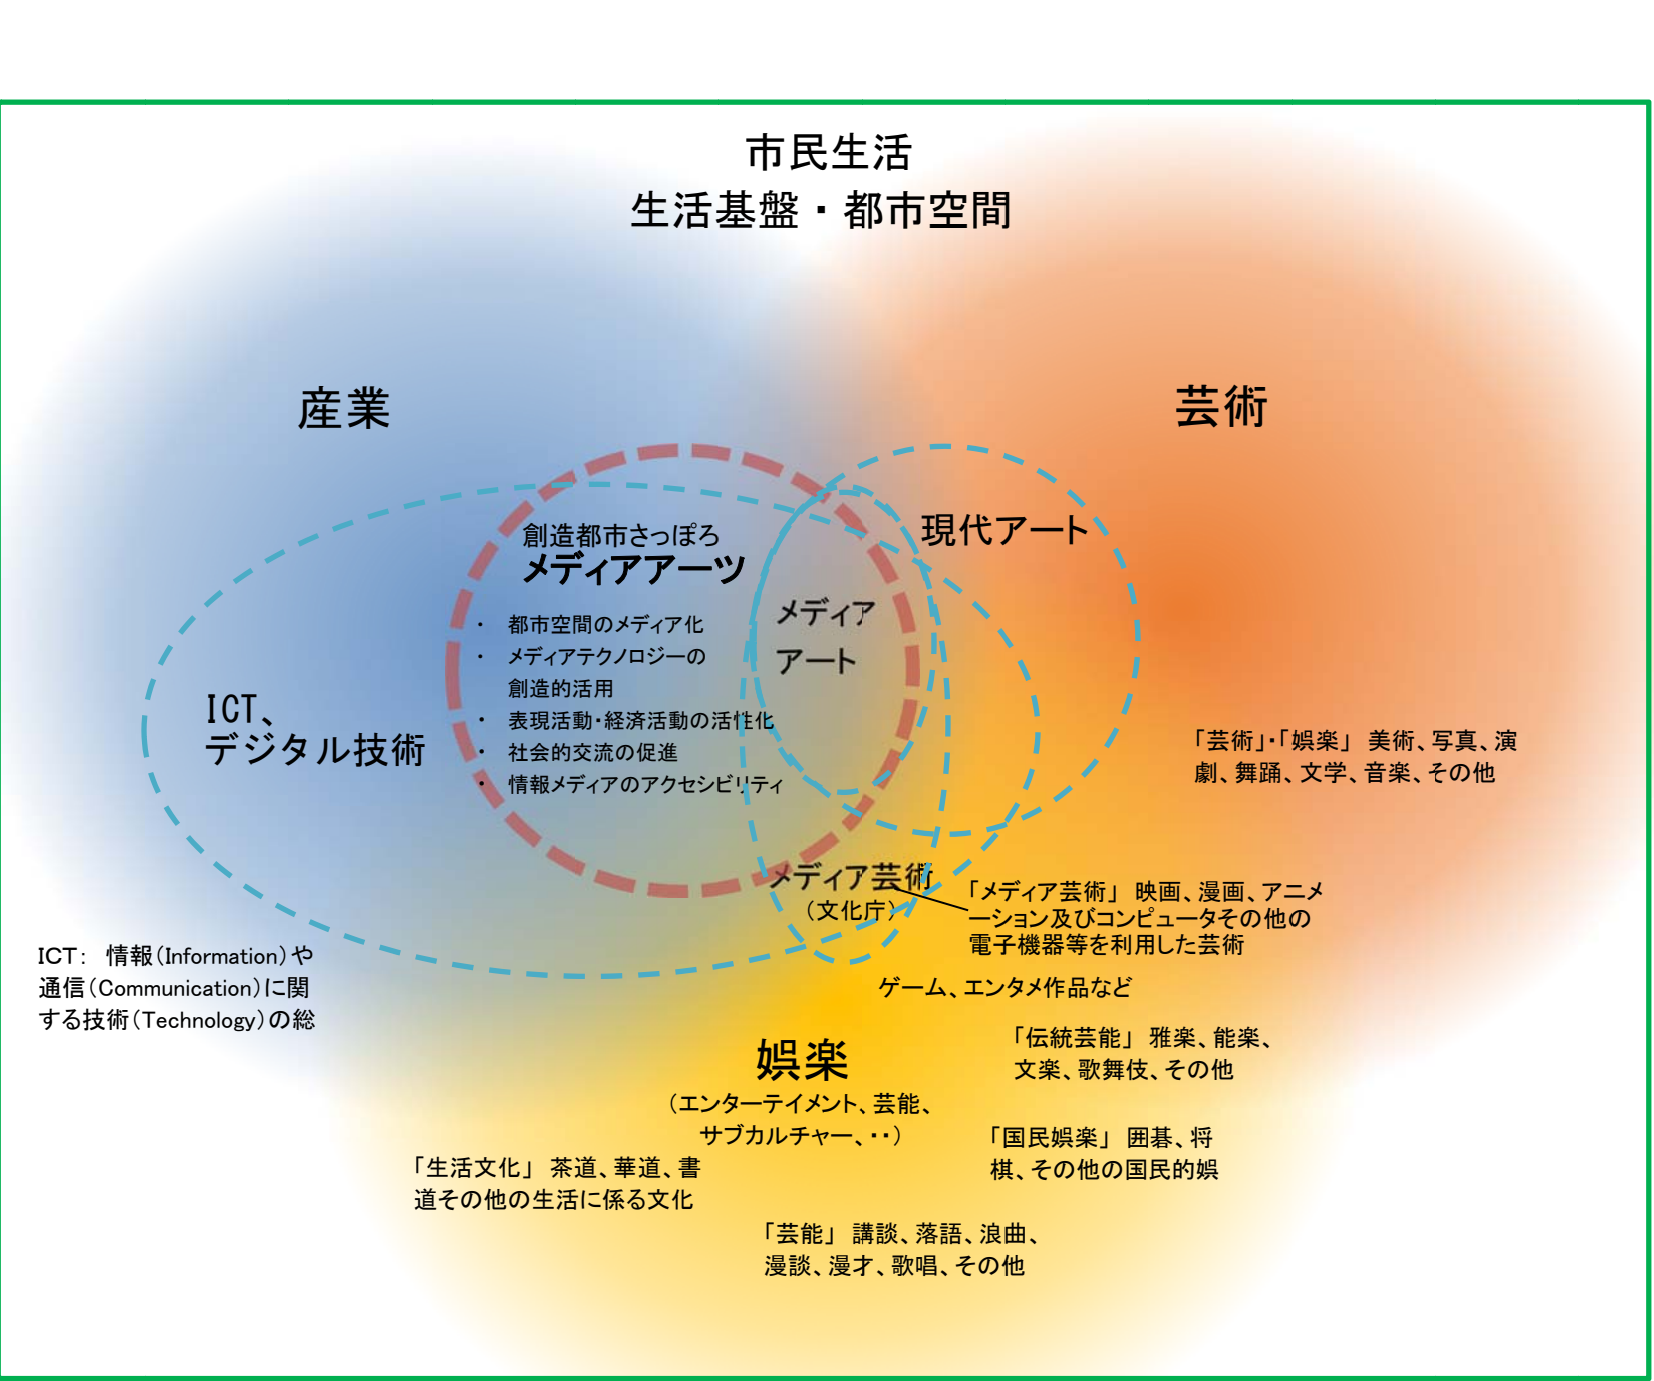 市民生活
生活基盤・都市空間
産業
芸術
創造都市さっぽろ
メディアアーツ
・ 都市空間のメディア化
・ メディアテクノロジーの
創造的活用
・ 表現活動・経済活動の活性化
・ 社会的交流の促進
・ 情報メディアのアクセシビリティ
現代アート
メディア
アート
ICT、
デジタル技術
「芸術」・「娯楽」 美術、写真、演
劇、舞踊、文学、音楽、その他
メディア芸術
（文化庁）
「メディア芸術」 映画、漫画、アニメ
ーション及びコンピュータその他の
電子機器等を利用した芸術
ICT： 情報（Information）や
通信（Communication）に関
する技術（Technology）の総
ゲーム、エンタメ作品など
娯楽
（エンターテイメント、芸能、
サブカルチャー、・・）
「伝統芸能」 雅楽、能楽、
文楽、歌舞伎、その他
「国民娯楽」 囲碁、将
棋、その他の国民的娯
「生活文化」 茶道、華道、書
道その他の生活に係る文化
「芸能」 講談、落語、浪曲、
漫談、漫才、歌唱、その他